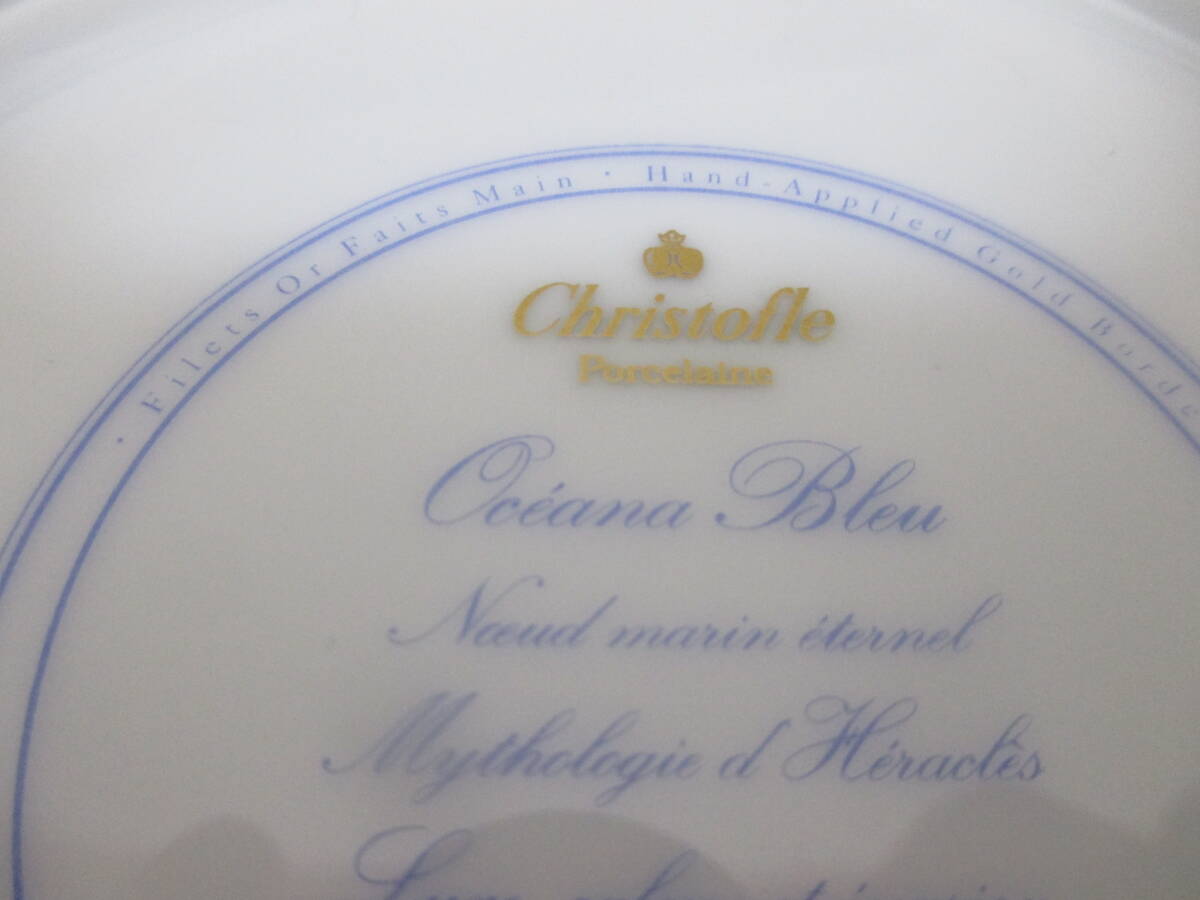 · Filets Or Faits Main · Hand-Applied Gold Borde
Christofle
Porcelaine
Océana Bleu
Nœud marin éternel
Mythologie d'Héraclès